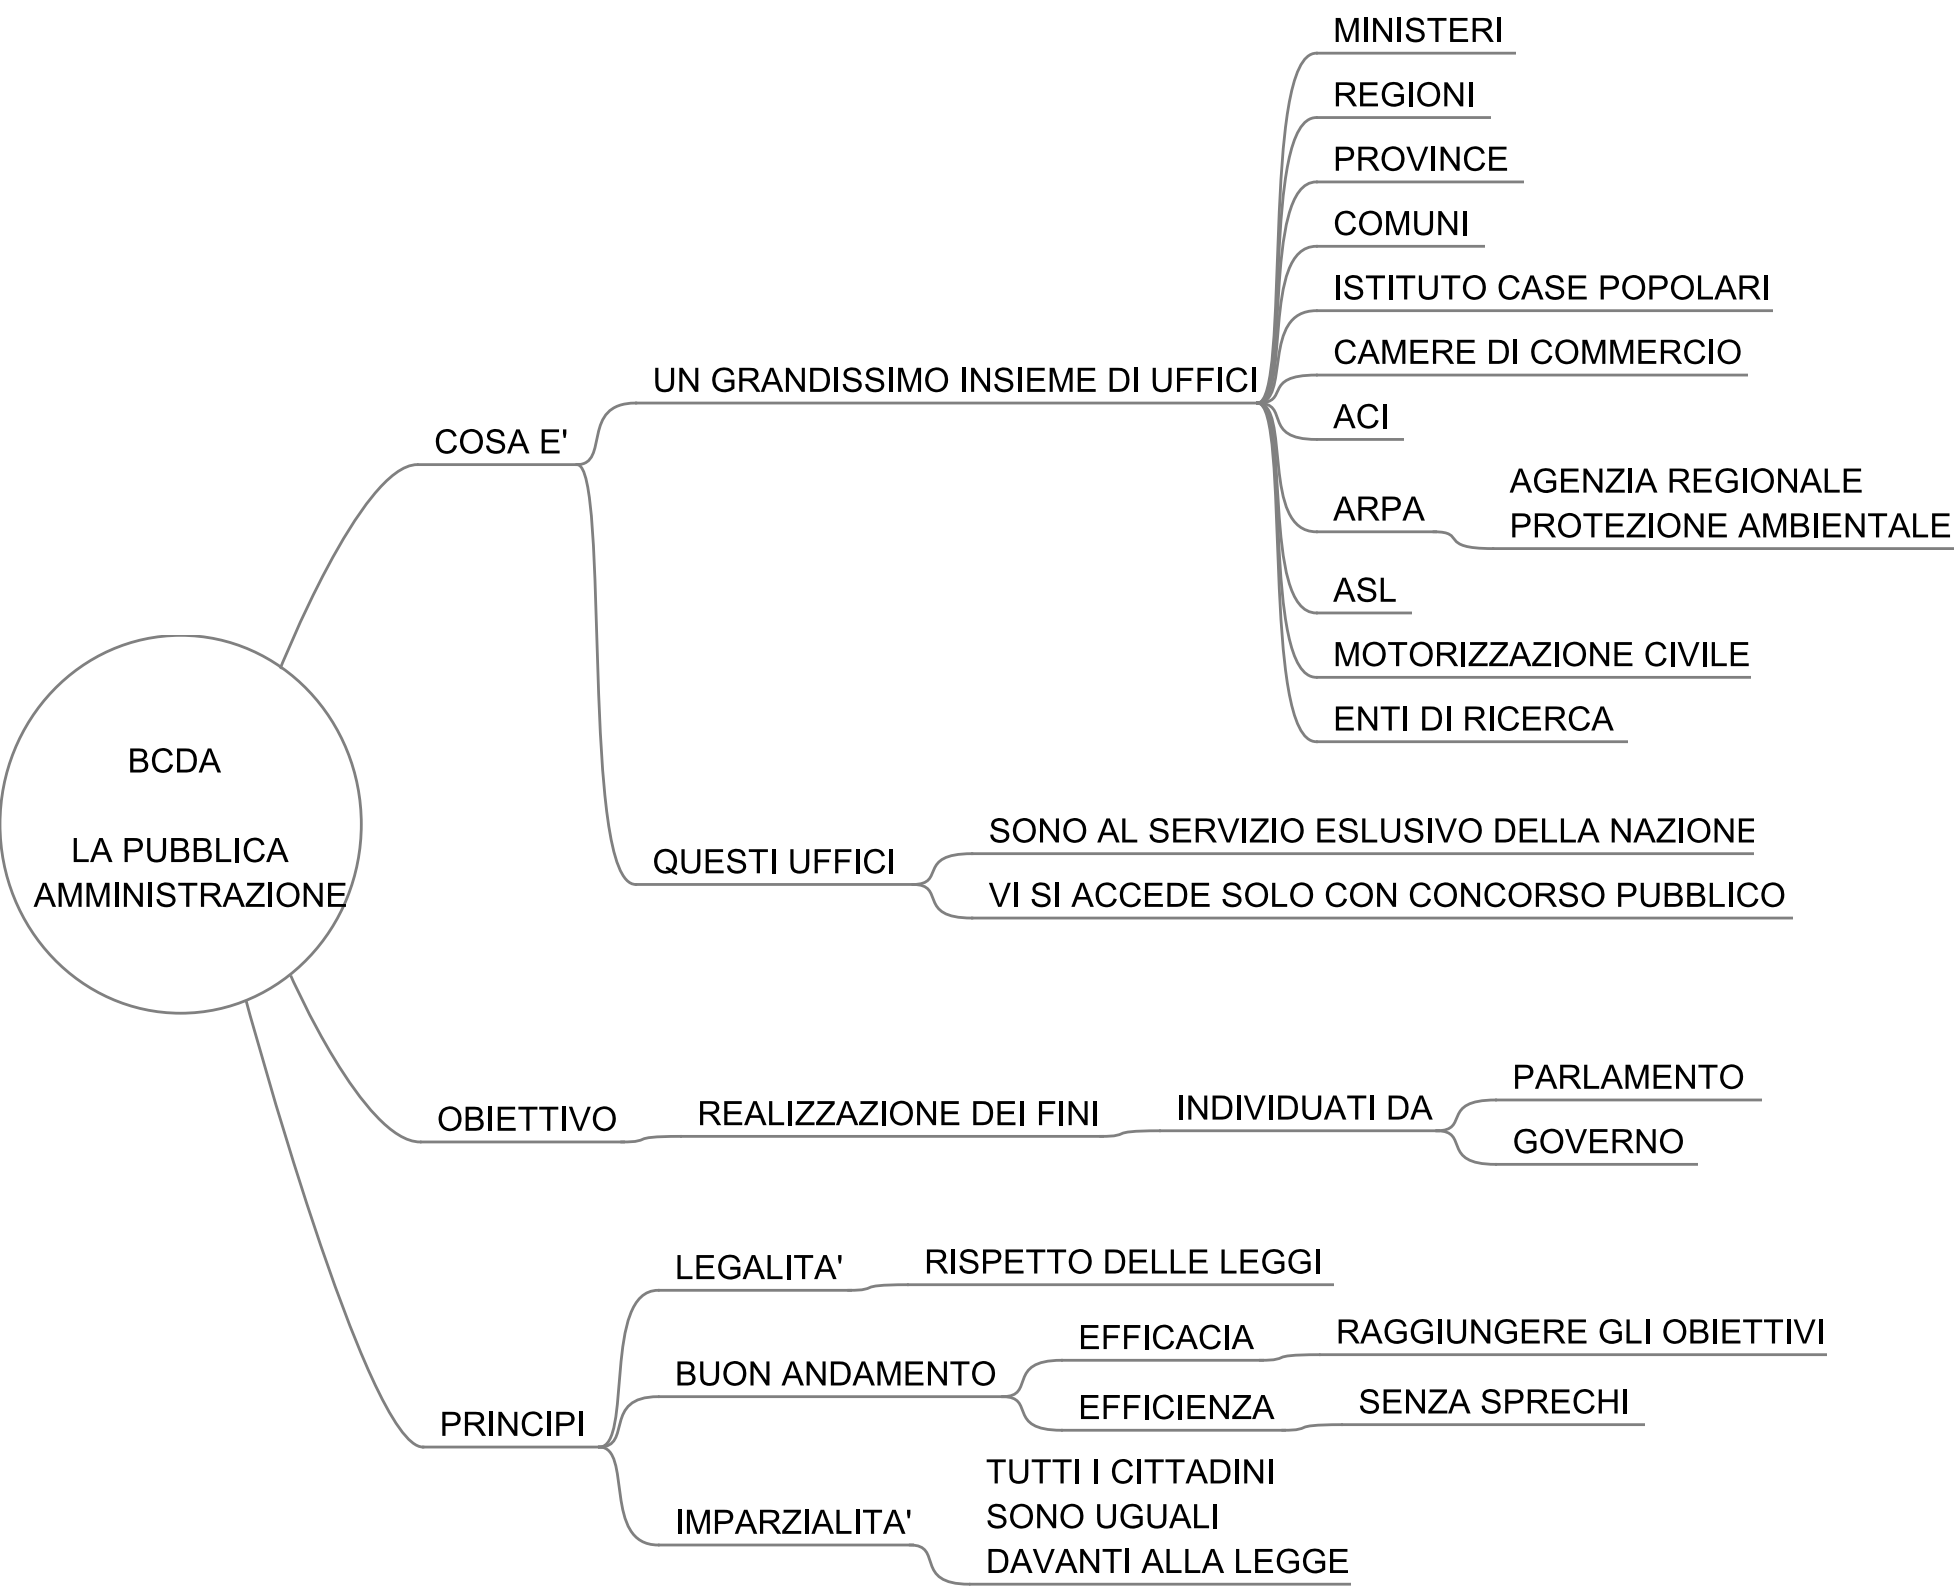 BCDA
LA PUBBLICA
AMMINISTRAZIONE
COSA E'
UN GRANDISSIMO INSIEME DI UFFICI
MINISTERI
REGIONI
PROVINCE
COMUNI
ISTITUTO CASE POPOLARI
CAMERE DI COMMERCIO
ACI
ARPA
AGENZIA REGIONALE
PROTEZIONE AMBIENTALE
ASL
MOTORIZZAZIONE CIVILE
ENTI DI RICERCA
QUESTI UFFICI
SONO AL SERVIZIO ESLUSIVO DELLA NAZIONE
VI SI ACCEDE SOLO CON CONCORSO PUBBLICO
OBIETTIVO
REALIZZAZIONE DEI FINI
INDIVIDUATI DA
PARLAMENTO
GOVERNO
PRINCIPI
LEGALITA'
RISPETTO DELLE LEGGI
BUON ANDAMENTO
EFFICACIA
RAGGIUNGERE GLI OBIETTIVI
EFFICIENZA
SENZA SPRECHI
IMPARZIALITA'
TUTTI I CITTADINI
SONO UGUALI
DAVANTI ALLA LEGGE